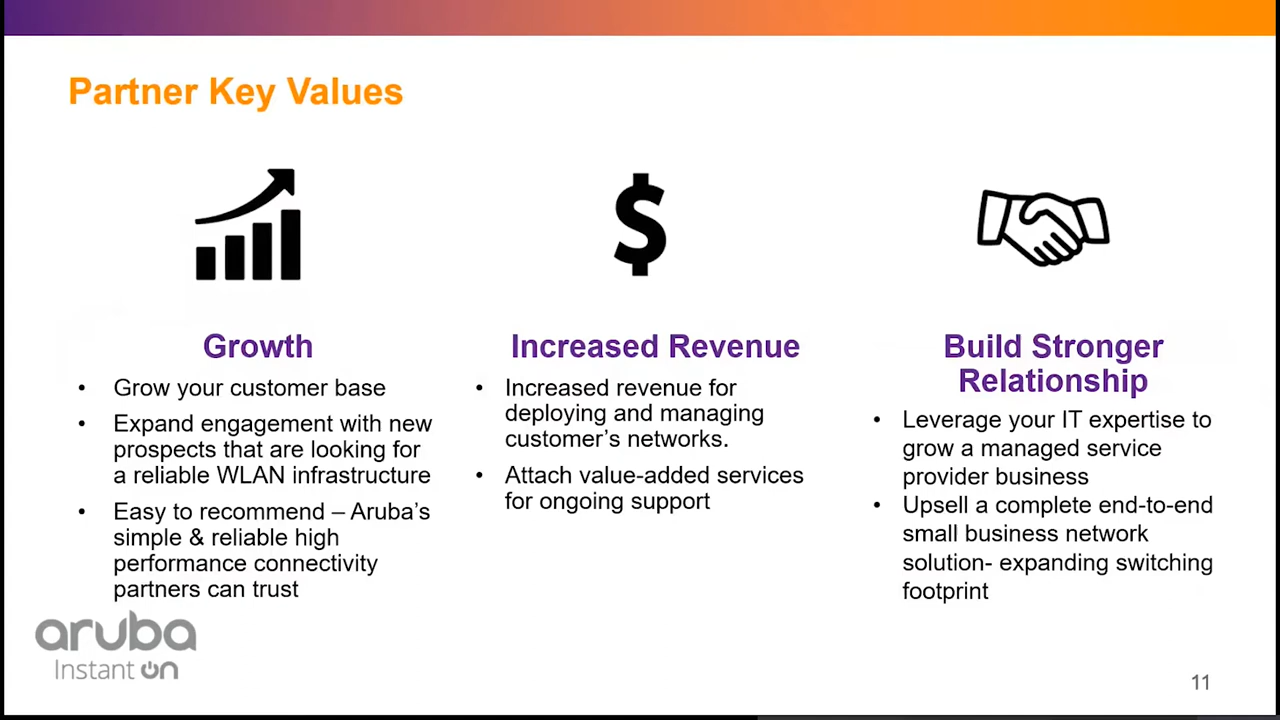 Partner Key Values
$
Growth
• Grow your customer base
• Expand engagement with new
prospects that are looking for
a reliable WLAN infrastructure
• Easy to recommend – Aruba’s
simple & reliable high
performance connectivity
partners can trust
Increased Revenue
• Increased revenue for
deploying and managing
customer’s networks.
• Attach value-added services
for ongoing support
Build Stronger
Relationship
• Leverage your IT expertise to
grow a managed service
provider business
• Upsell a complete end-to-end
small business network
solution- expanding switching
footprint
aruba
Instant on
11